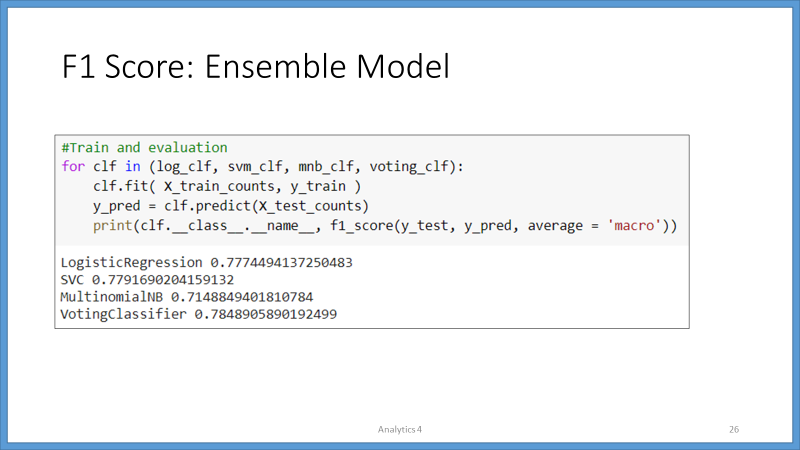 F1 Score: Ensemble Model
#Train and evaluation
for clf in (log_clf, svm_clf, mnb_clf, voting_clf):
    clf.fit( X_train_counts, y_train )
    y_pred = clf.predict(X_test_counts)
    print(clf.__class__.__name__, f1_score(y_test, y_pred, average = 'macro'))
LogisticRegression 0.7774494137250483
SVC 0.7791690204159132
MultinomialNB 0.7148849401810784
VotingClassifier 0.7848905890192499
Analytics 4
26